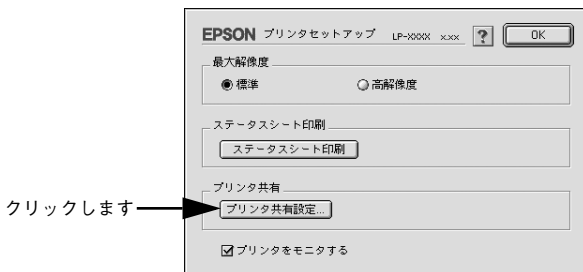 EPSON プリンタセットアップ LP-XXXX x.xx ? OK
最大解像度
標準 高解像度
ステータスシート印刷
ステータスシート印刷
プリンタ共有
クリックします プリンタ共有設定...
プリンタをモニタする